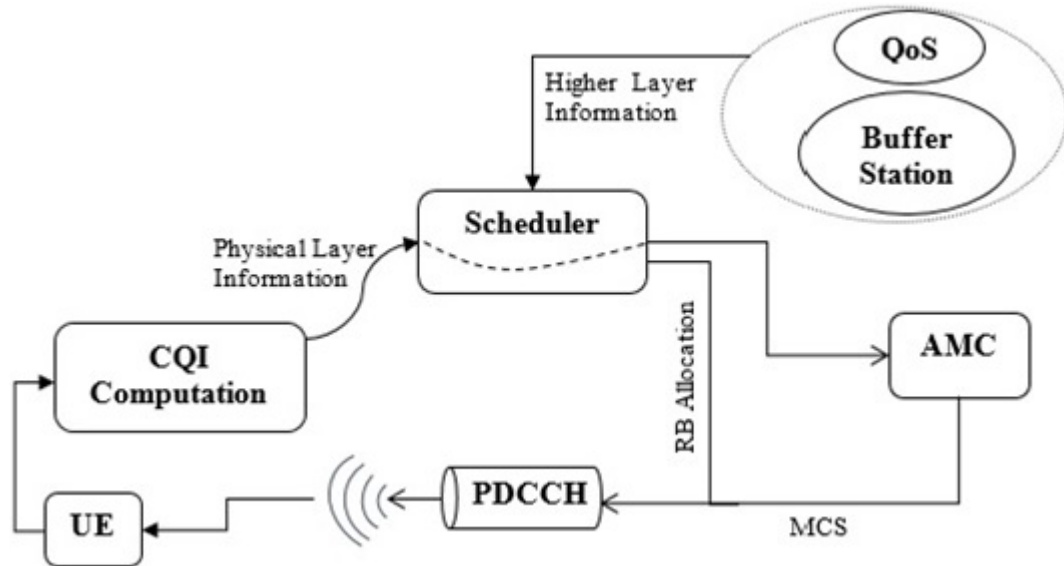 QoS
Buffer
Station
Higher Layer
Information
Scheduler
Physical Layer
Information
CQI
Computation
AMC
RB Allocation
PDCCH
UE
MCS